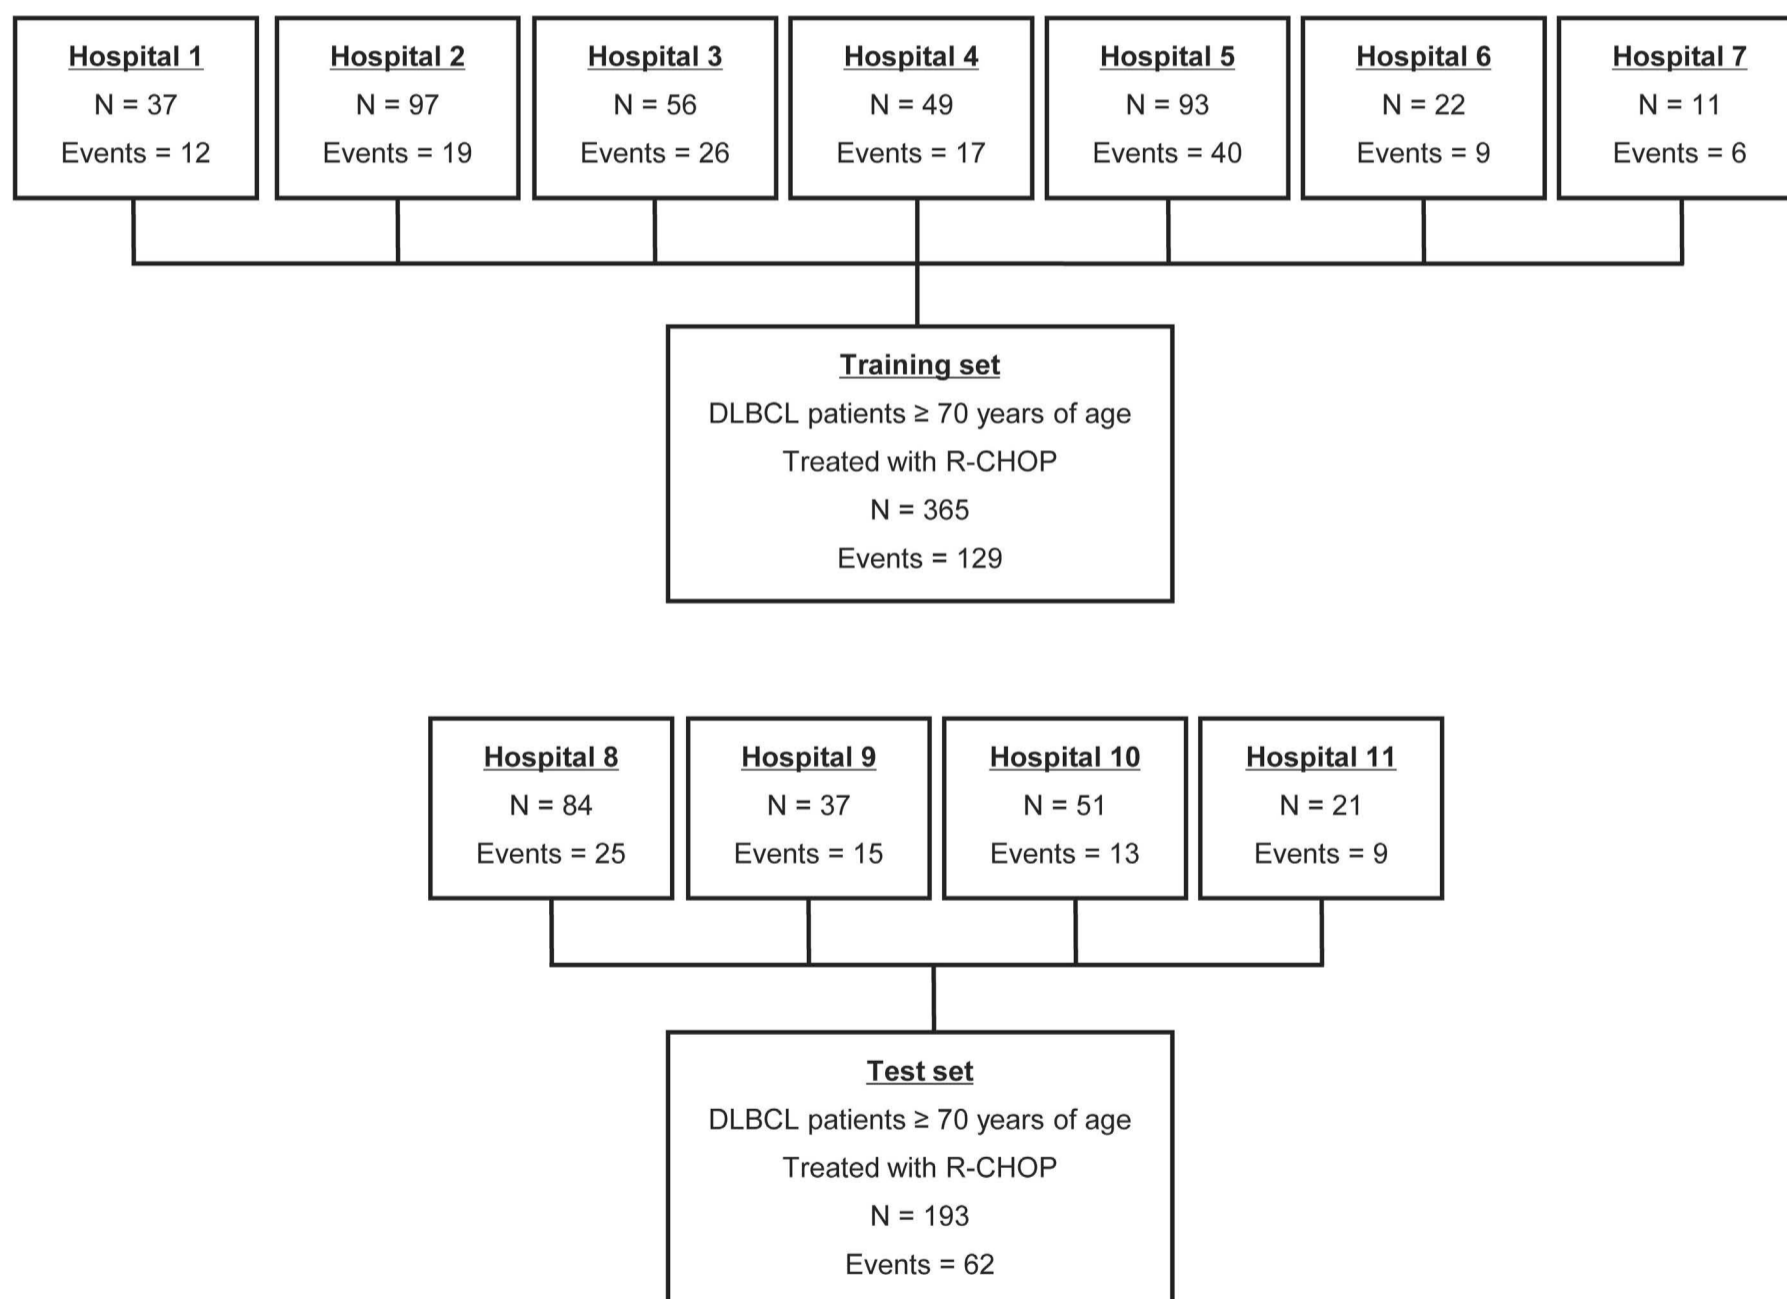 Hospital 1
N = 37
Events = 12
Hospital 2
N = 97
Events = 19
Hospital 3
N = 56
Events = 26
Hospital 4
N = 49
Events = 17
Hospital 5
N = 93
Events = 40
Hospital 6
N = 22
Events = 9
Hospital 7
N = 11
Events = 6
Training set
DLBCL patients ≥ 70 years of age
Treated with R-CHOP
N = 365
Events = 129
Hospital 8
N = 84
Events = 25
Hospital 9
N = 37
Events = 15
Hospital 10
N = 51
Events = 13
Hospital 11
N = 21
Events = 9
Test set
DLBCL patients ≥ 70 years of age
Treated with R-CHOP
N = 193
Events = 62